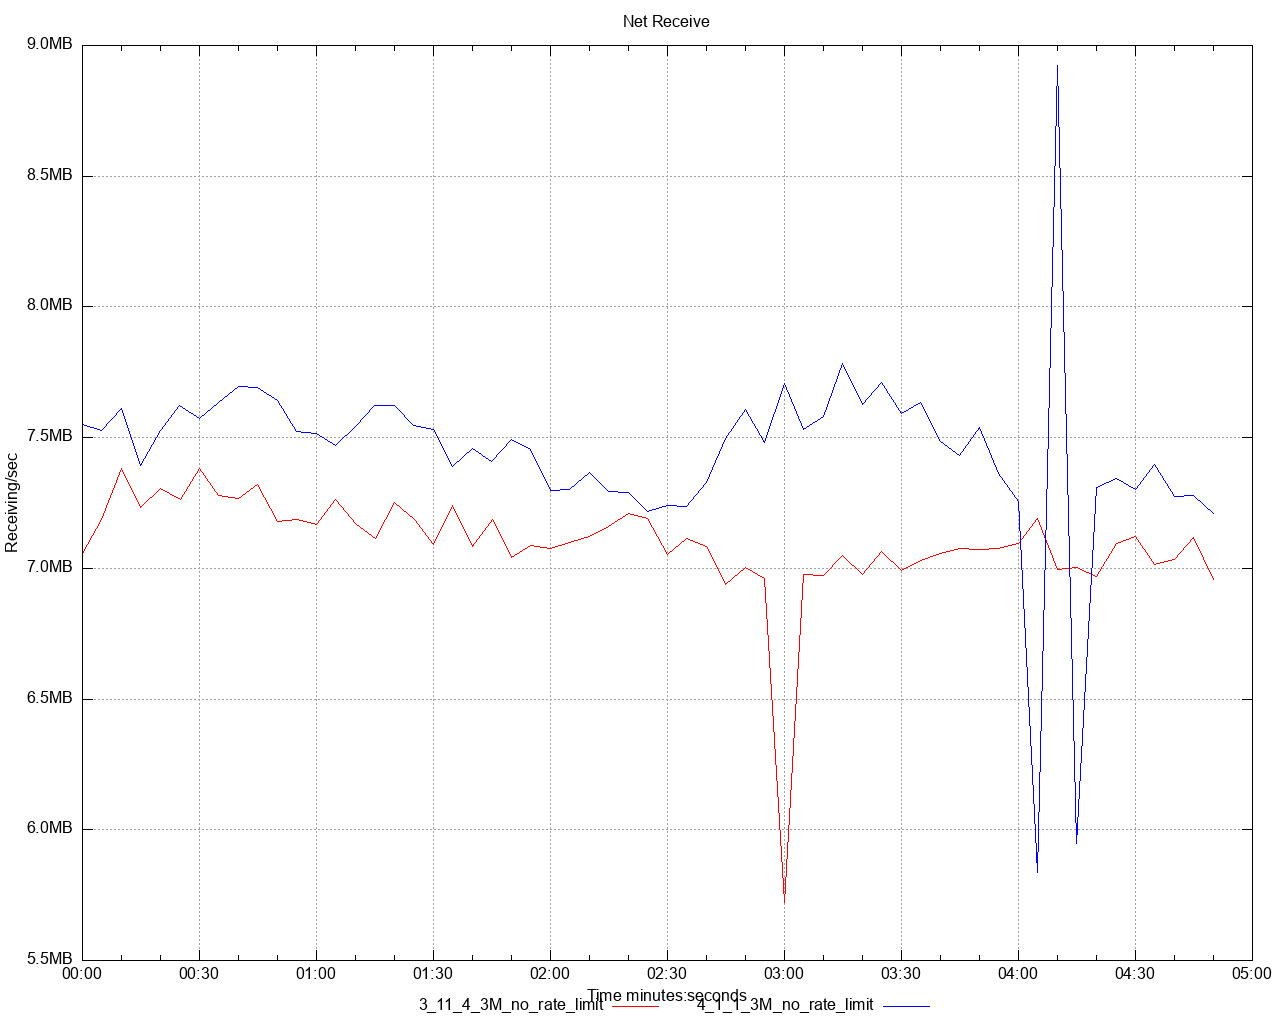 Net Receive
9.0MB
8.5MB
8.0MB
7.5MB
7.0MB
6.5MB
6.0MB
5.5MB
Receiving/sec
00:00 00:30 01:00 01:30 02:00 02:30 03:00 03:30 04:00 04:30 05:00
Time minutes:seconds
3_11_4_3M_no_rate_limit 4_1_1_3M_no_rate_limit